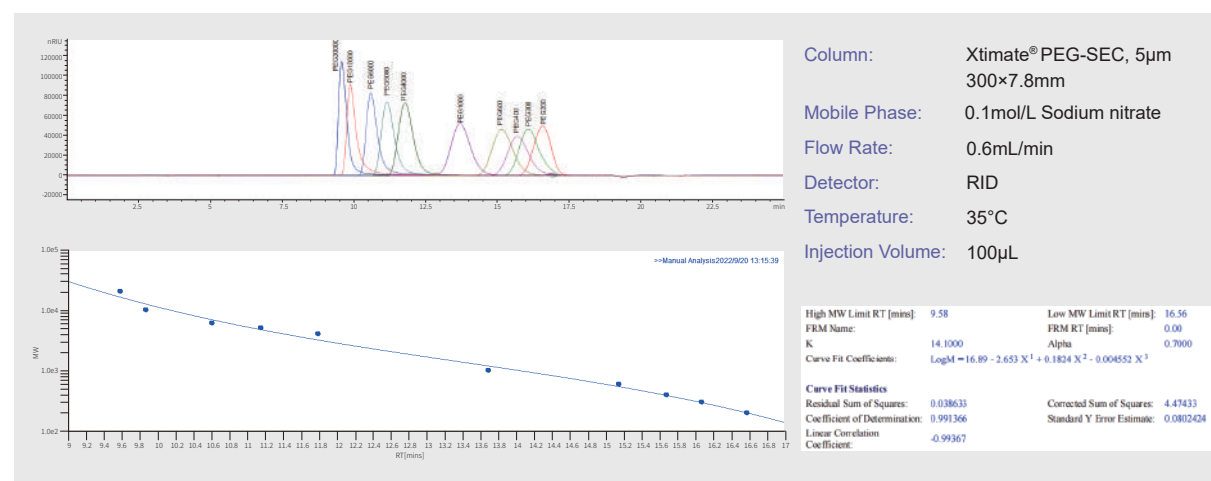 nRIU
120000
100000
80000
60000
40000
20000
0
-20000
PEG20000
PEG10000
PEG6000
PEG5000
PEG4000
PEG1000
PEG600
PEG400
PEG300
PEG200
2.5 5 7.5 10 12.5 15 17.5 20 22.5 min
Column: Xtimate® PEG-SEC, 5μm
300×7.8mm
Mobile Phase: 0.1mol/L Sodium nitrate
Flow Rate: 0.6mL/min
Detector: RID
Temperature: 35°C
Injection Volume: 100μL
>>Manual Analysis2022/9/20 13:15:39
1.0e5
1.0e4
1.0e3
1.0e2
MW
9 9.2 9.4 9.6 9.8 10 10.2 10.4 10.6 10.8 11 11.2 11.4 11.6 11.8 12 12.2 12.4 12.6 12.8 13 13.2 13.4 13.6 13.8 14 14.2 14.4 14.6 14.8 15 15.2 15.4 15.6 15.8 16 16.2 16.4 16.6 16.8 17
RT[mins]
High MW Limit RT [mins]: 9.58 Low MW Limit RT [mins]: 16.56
FRM Name: FRM RT [mins]: 0.00
K 14.1000 Alpha 0.7000
Curve Fit Coefficients: LogM = 16.89 - 2.653 X¹ + 0.1824 X² - 0.004552 X³
Curve Fit Statistics
Residual Sum of Squares: 0.038633 Corrected Sum of Squares: 4.47433
Coefficient of Determination: 0.991366 Standard Y Error Estimate: 0.0802424
Linear Correlation
Coefficient: -0.99367